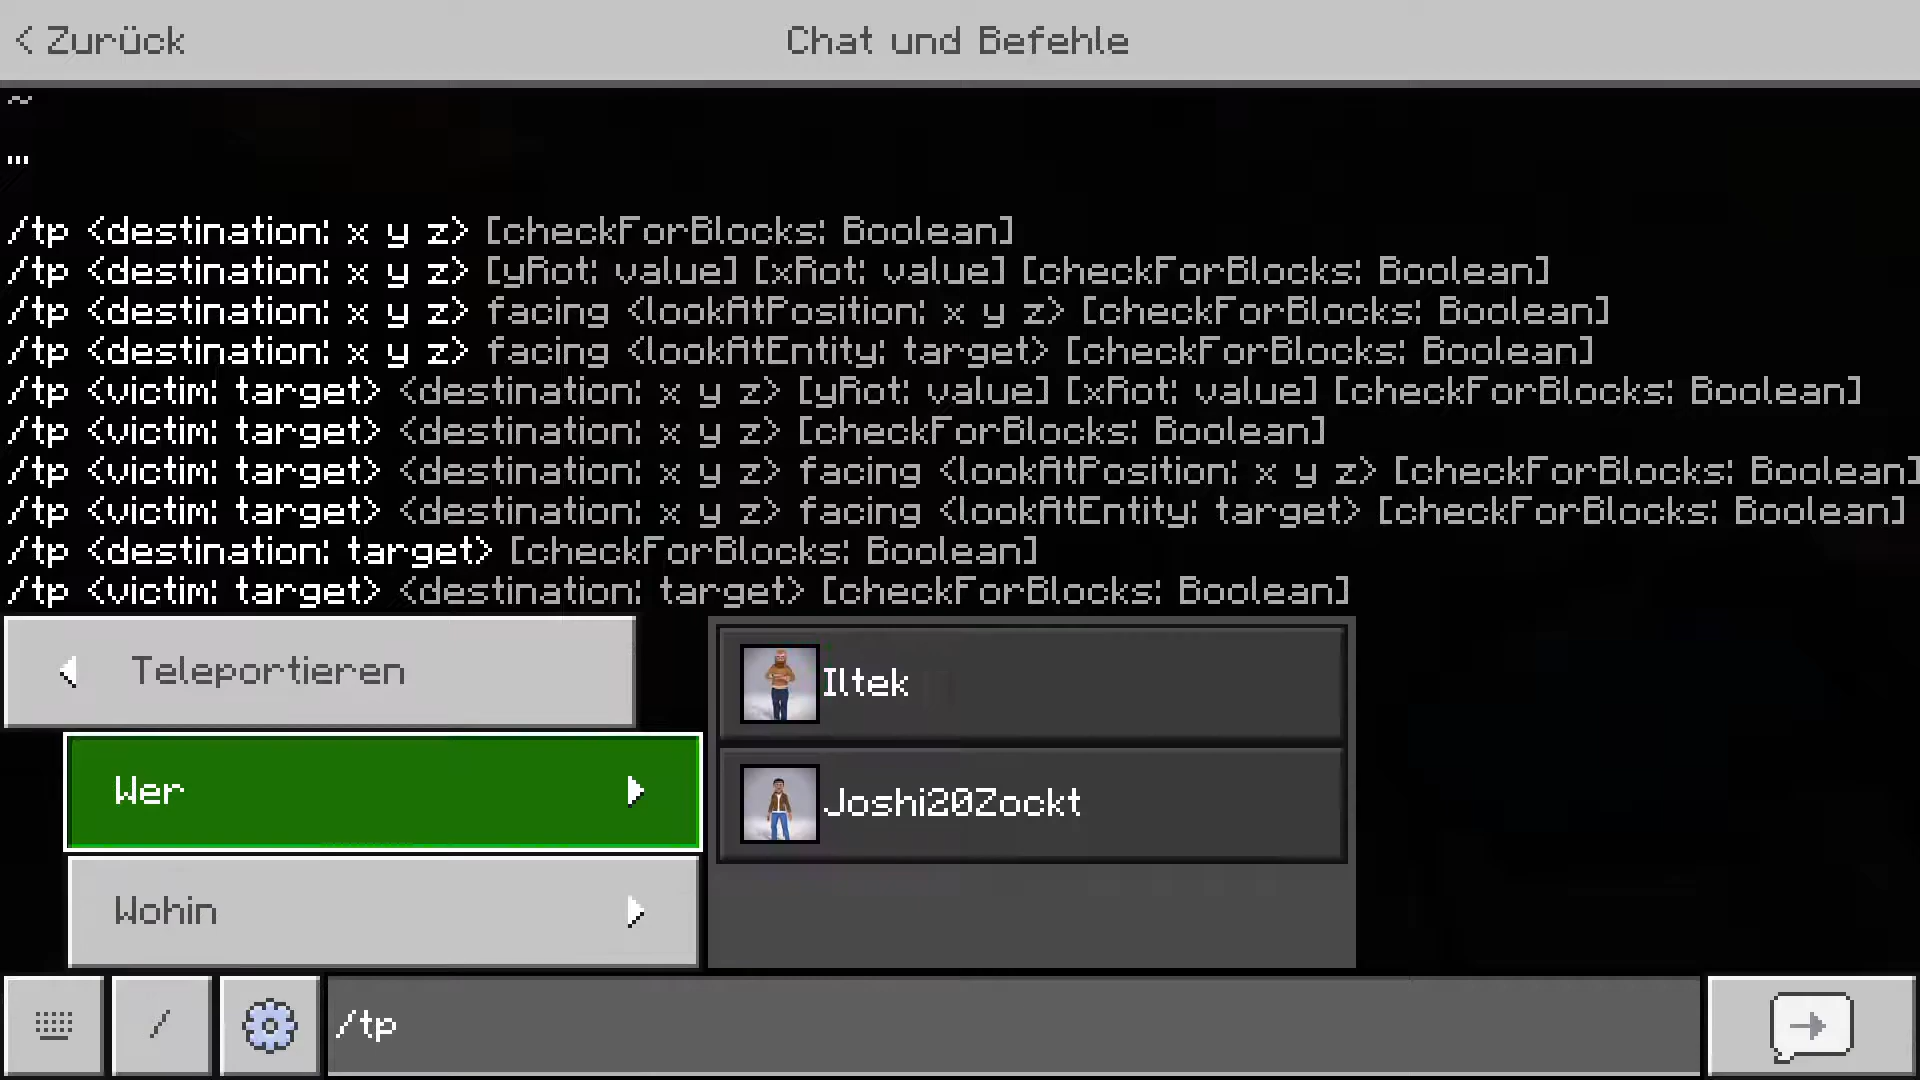 < Zurück
Chat und Befehle
~
...
/tp <destination: x y z> [checkForBlocks: Boolean]
/tp <destination: x y z> [yRot: value] [xRot: value] [checkForBlocks: Boolean]
/tp <destination: x y z> facing <lookAtPosition: x y z> [checkForBlocks: Boolean]
/tp <destination: x y z> facing <lookAtEntity: target> [checkForBlocks: Boolean]
/tp <victim: target> <destination: x y z> [yRot: value] [xRot: value] [checkForBlocks: Boolean]
/tp <victim: target> <destination: x y z> [checkForBlocks: Boolean]
/tp <victim: target> <destination: x y z> facing <lookAtPosition: x y z> [checkForBlocks: Boolean]
/tp <victim: target> <destination: x y z> facing <lookAtEntity: target> [checkForBlocks: Boolean]
/tp <destination: target> [checkForBlocks: Boolean]
/tp <victim: target> <destination: target> [checkForBlocks: Boolean]
Teleportieren
Iltek
Wer
Joshi20Zockt
Wohin
/
/tp